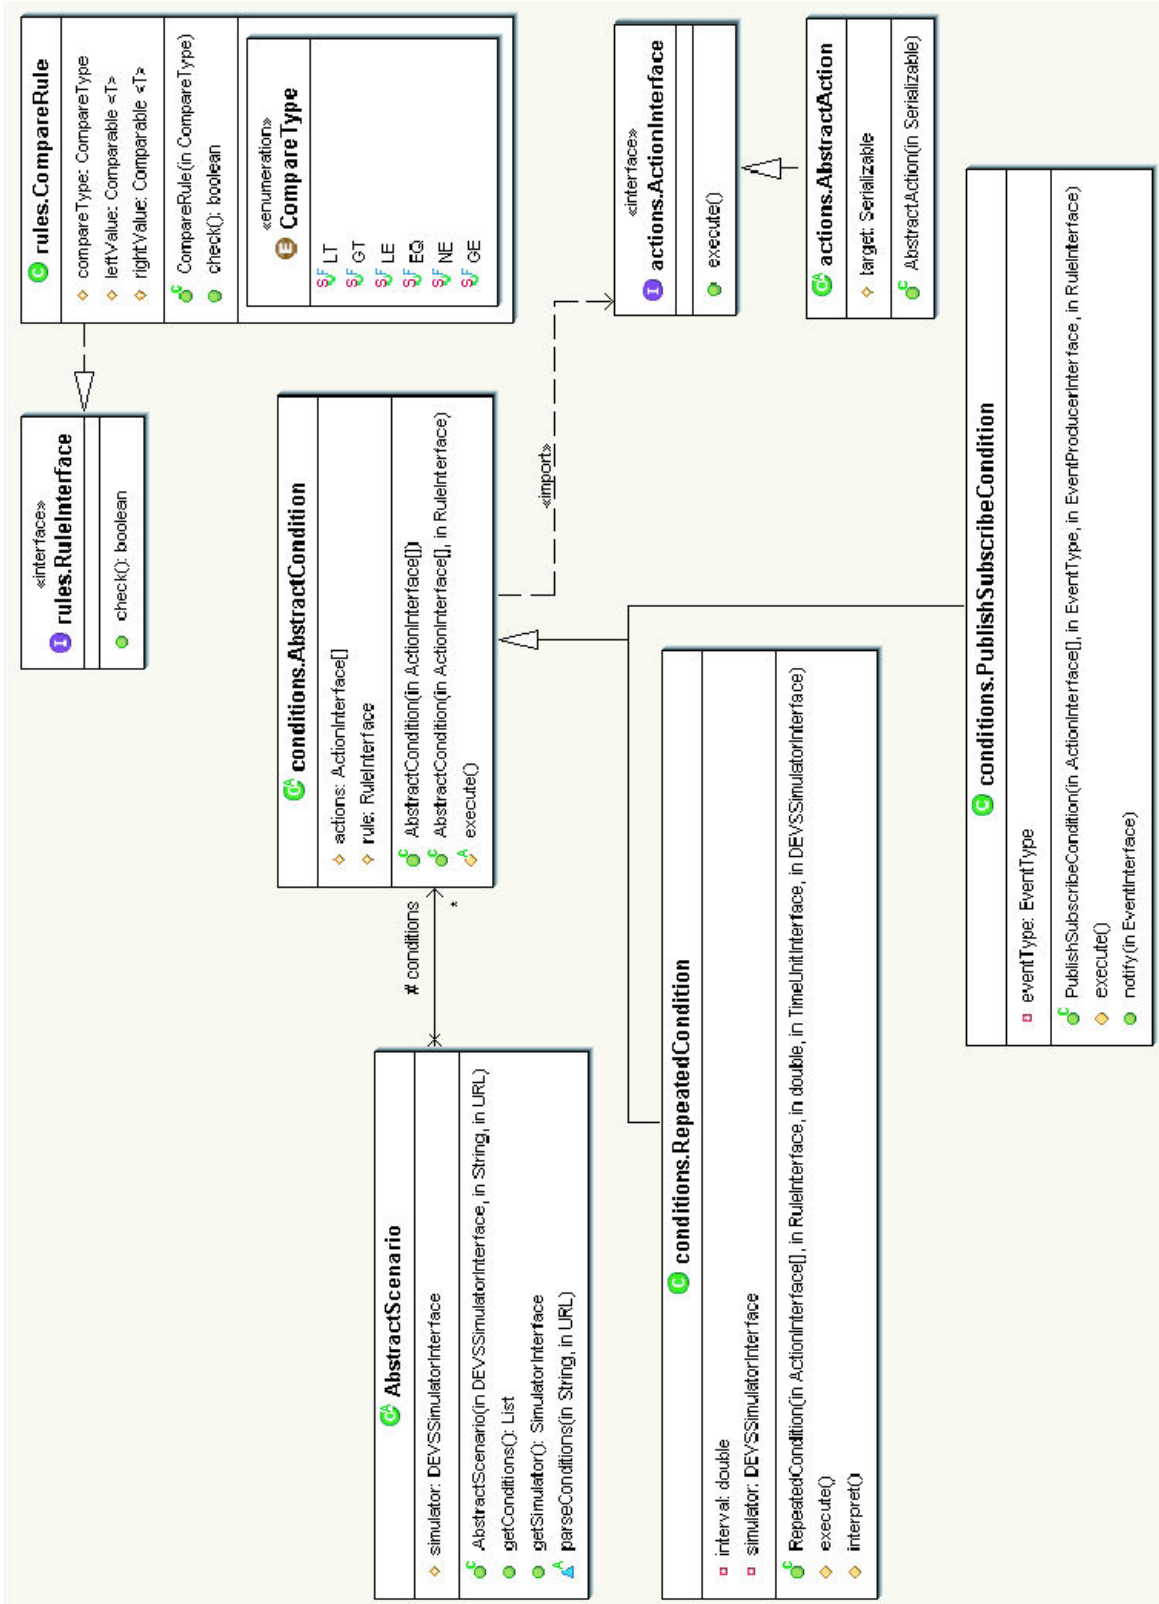 «interface»
rules.RuleInterface
check(): boolean
rules.CompareRule
compareType: CompareType
leftValue: Comparable <T>
rightValue: Comparable <T>
CompareRule(in CompareType)
check(): boolean
«enumeration»
CompareType
LT
GT
LE
EQ
NE
GE
AbstractScenario
simulator: DEVSSimulatorInterface
AbstractScenario(in DEVSSimulatorInterface, in String, in URL)
getConditions(): List
getSimulator(): SimulatorInterface
parseConditions(in String, in URL)
# conditions
*
conditions.AbstractCondition
actions: ActionInterface[]
rule: RuleInterface
AbstractCondition(in ActionInterface[])
AbstractCondition(in ActionInterface[], in RuleInterface)
execute()
«import»
«interface»
actions.ActionInterface
execute()
actions.AbstractAction
target: Serializable
AbstractAction(in Serializable)
conditions.RepeatedCondition
interval: double
simulator: DEVSSimulatorInterface
RepeatedCondition(in ActionInterface[], in RuleInterface, in double, in TimeUnitInterface, in DEVSSimulatorInterface)
execute()
interpret()
conditions.PublishSubscribeCondition
eventType: EventType
PublishSubscribeCondition(in ActionInterface[], in EventType, in EventProducerInterface, in RuleInterface)
execute()
notify(in EventInterface)